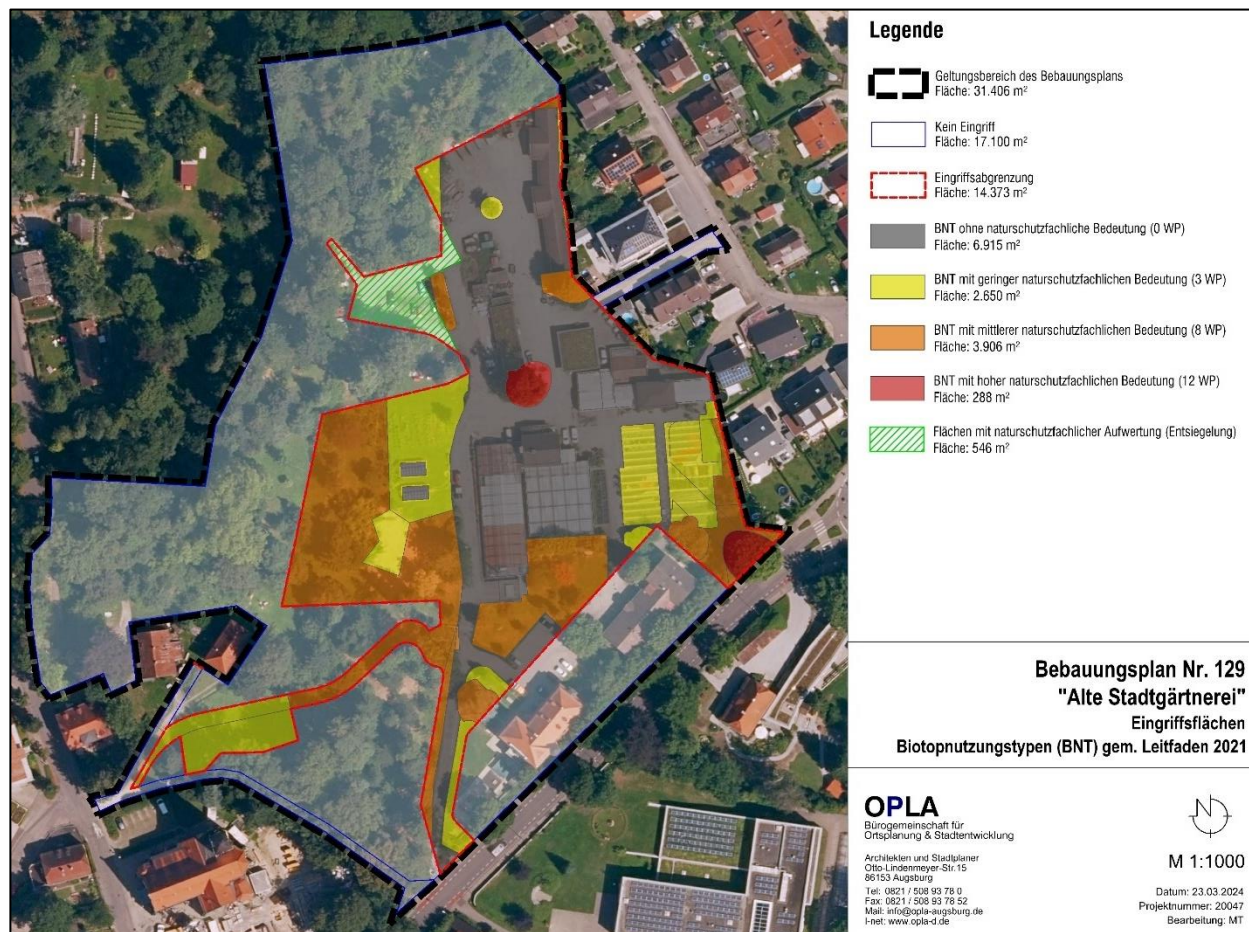 Legende
Geltungsbereich des Bebauungsplans
Fläche: 31.406 m²
Kein Eingriff
Fläche: 17.100 m²
Eingriffsabgrenzung
Fläche: 14.373 m²
BNT ohne naturschutzfachliche Bedeutung (0 WP)
Fläche: 6.915 m²
BNT mit geringer naturschutzfachlichen Bedeutung (3 WP)
Fläche: 2.650 m²
BNT mit mittlerer naturschutzfachlichen Bedeutung (8 WP)
Fläche: 3.906 m²
BNT mit hoher naturschutzfachlichen Bedeutung (12 WP)
Fläche: 288 m²
Flächen mit naturschutzfachlicher Aufwertung (Entsiegelung)
Fläche: 546 m²
Bebauungsplan Nr. 129
"Alte Stadtgärtnerei"
Eingriffsflächen
Biotopnutzungstypen (BNT) gem. Leitfaden 2021
OPLA
Bürogemeinschaft für
Ortsplanung & Stadtentwicklung
Architekten und Stadtplaner
Otto-Lindenmeyer-Str. 15
86153 Augsburg
Tel: 0821 / 508 93 78 0
Fax: 0821 / 508 93 78 52
Mail: info@opla-augsburg.de
I-net: www.opla-d.de
N
M 1:1000
Datum: 23.03.2024
Projektnummer: 20047
Bearbeitung: MT